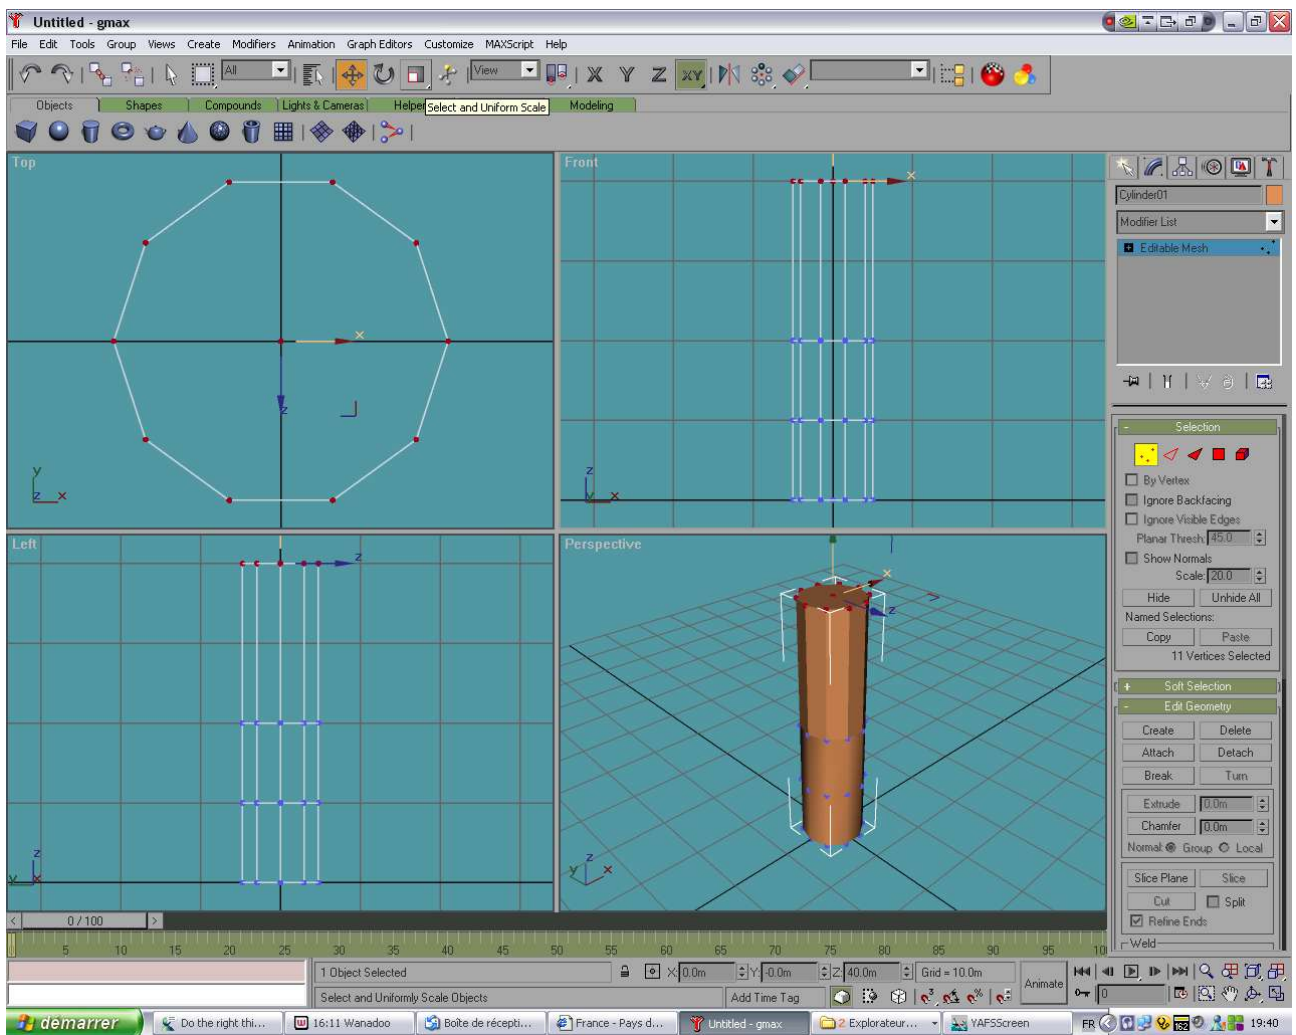 Untitled - gmax
File Edit Tools Group Views Create Modifiers Animation Graph Editors Customize MAXScript Help
All View X Y Z XY
Objects Shapes Compounds Lights & Cameras Helper Modeling
Select and Uniform Scale
Top
x
z
y
z x
Front
x
z
y x
Left
z
z
y x
Perspective
x
z
z
y x
Cylinder01
Modifier List
Editable Mesh
- Selection
By Vertex
Ignore Backfacing
Ignore Visible Edges
Planar Thresh: 45.0
Show Normals
Scale: 20.0
Hide Unhide All
Named Selections:
Copy Paste
11 Vertices Selected
+ Soft Selection
- Edit Geometry
Create Delete
Attach Detach
Break Turn
Extrude 0.0m
Chamfer 0.0m
Normal: Group Local
Slice Plane Slice
Cut Split
Refine Ends
Weld
< 0 / 100 >
5 10 15 20 25 30 35 40 45 50 55 60 65 70 75 80 85 90 95 10
1 Object Selected X: 0.0m Y: -0.0m Z: 40.0m Grid = 10.0m
Animate
Select and Uniformly Scale Objects Add Time Tag 0
démarrer Do the right thi... 16:11 Wanadoo Boîte de récepti... France - Pays d... Untitled - gmax 2 Explorateur... YAFSScreen FR 19:40